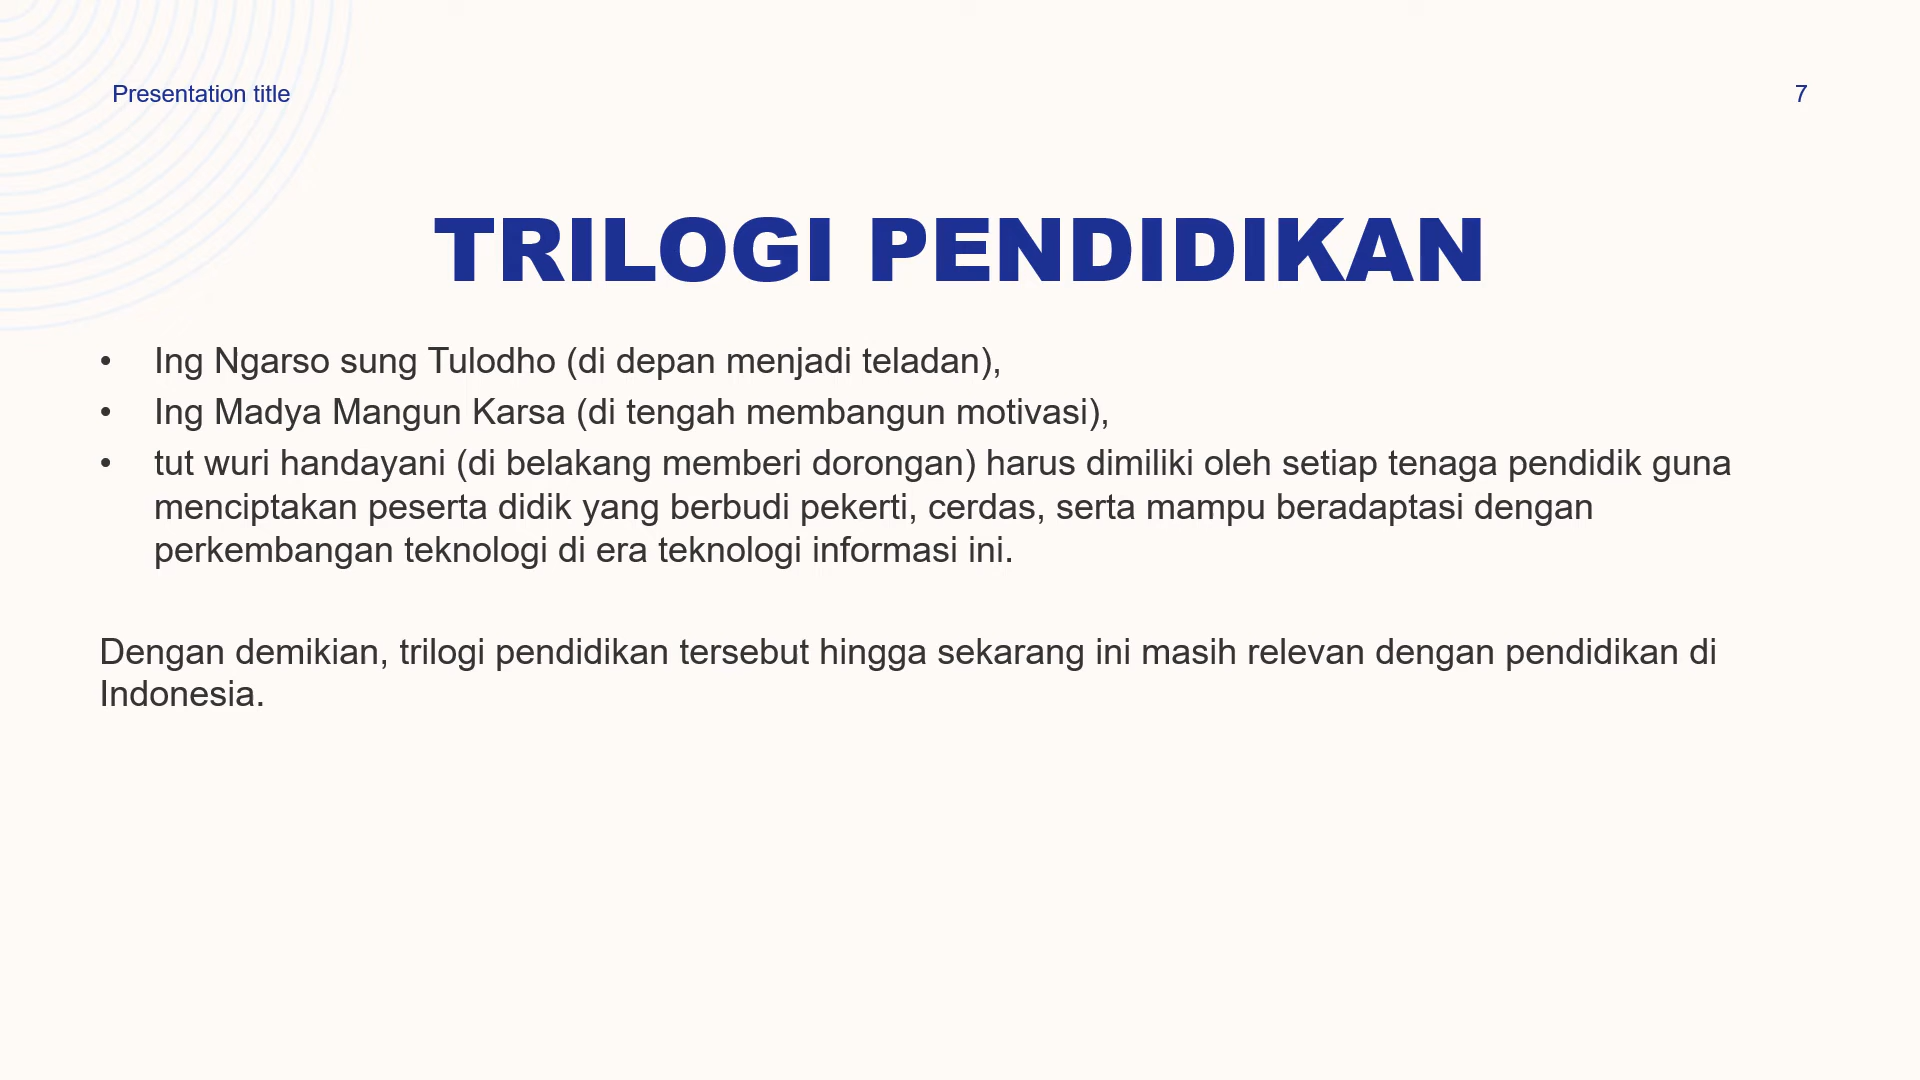 Presentation title
7
TRILOGI PENDIDIKAN
• Ing Ngarso sung Tulodho (di depan menjadi teladan),
• Ing Madya Mangun Karsa (di tengah membangun motivasi),
• tut wuri handayani (di belakang memberi dorongan) harus dimiliki oleh setiap tenaga pendidik guna
menciptakan peserta didik yang berbudi pekerti, cerdas, serta mampu beradaptasi dengan
perkembangan teknologi di era teknologi informasi ini.
Dengan demikian, trilogi pendidikan tersebut hingga sekarang ini masih relevan dengan pendidikan di
Indonesia.